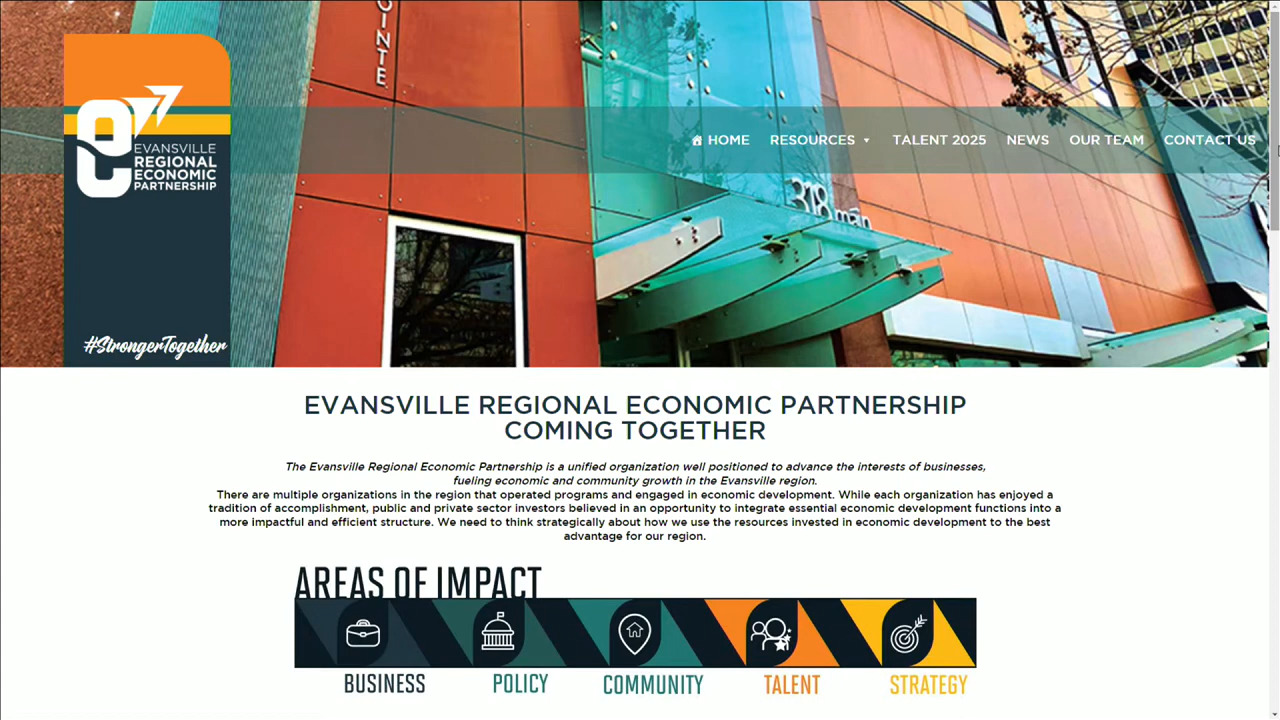 OINTE
EVANSVILLE
REGIONAL
ECONOMIC
PARTNERSHIP
HOME RESOURCES TALENT 2025 NEWS OUR TEAM CONTACT US
318 main
#StrongerTogether
EVANSVILLE REGIONAL ECONOMIC PARTNERSHIP
COMING TOGETHER
The Evansville Regional Economic Partnership is a unified organization well positioned to advance the interests of businesses,
fueling economic and community growth in the Evansville region.
There are multiple organizations in the region that operated programs and engaged in economic development. While each organization has enjoyed a
tradition of accomplishment, public and private sector investors believed in an opportunity to integrate essential economic development functions into a
more impactful and efficient structure. We need to think strategically about how we use the resources invested in economic development to the best
advantage for our region.
AREAS OF IMPACT
BUSINESS POLICY COMMUNITY TALENT STRATEGY